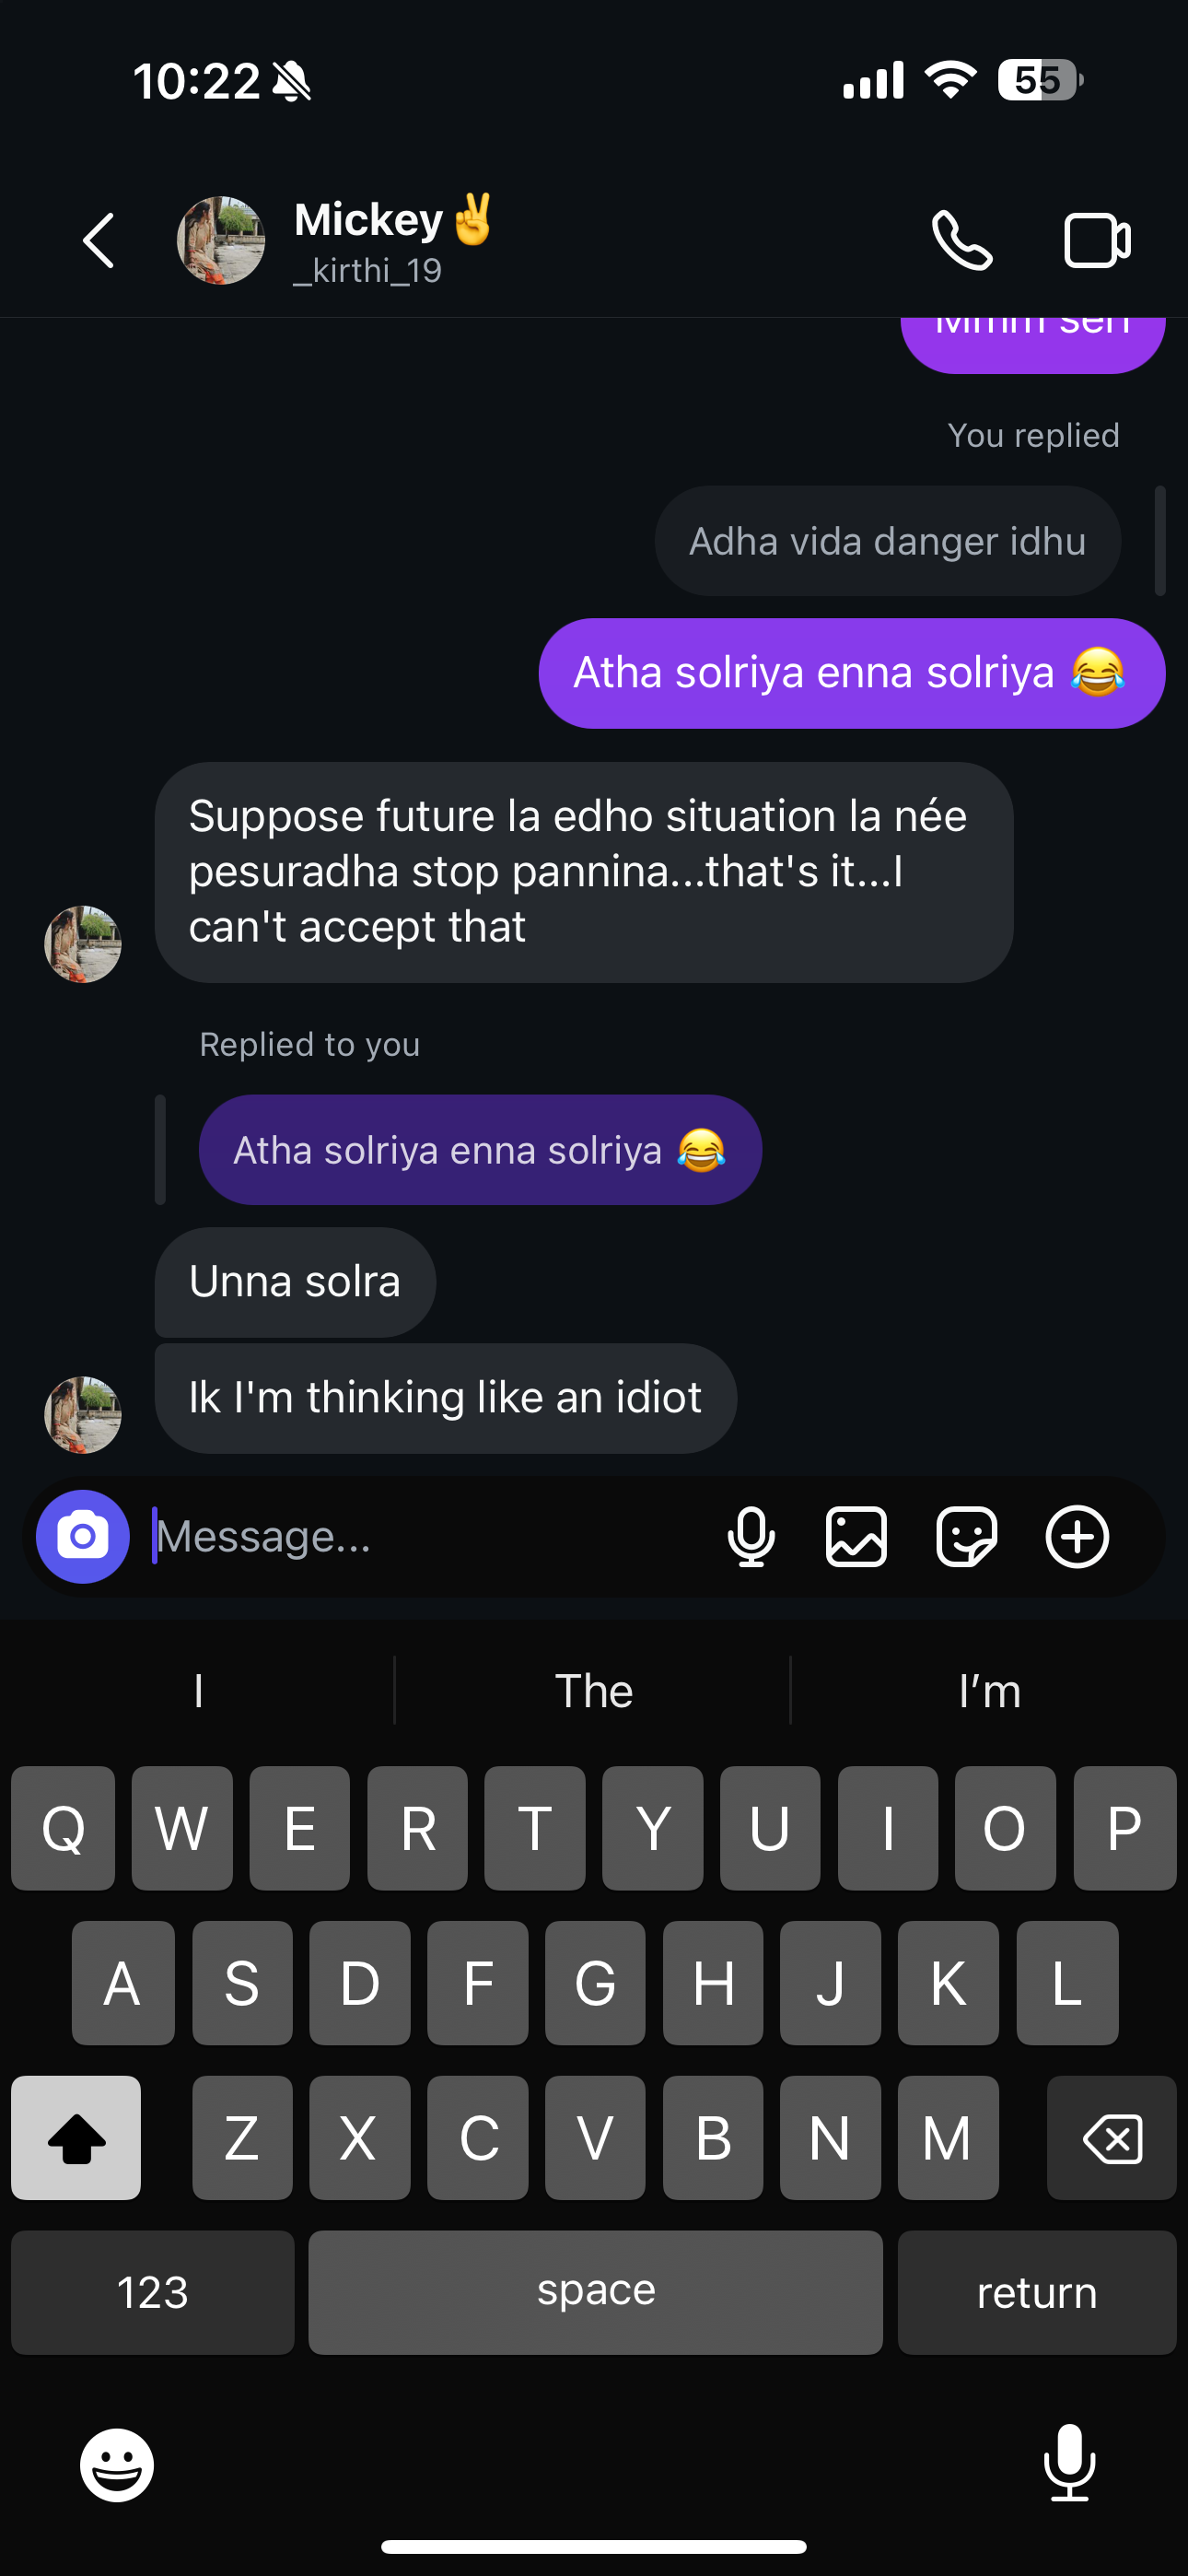 10:22
55
Mickey✌️
_kirthi_19
Mmm seri
You replied
Adha vida danger idhu
Atha solriya enna solriya 😂
Suppose future la edho situation la née
pesuradha stop pannina...that's it...I
can't accept that
Replied to you
Atha solriya enna solriya 😂
Unna solra
Ik I'm thinking like an idiot
Message...
I The I’m
Q W E R T Y U I O P
A S D F G H J K L
Z X C V B N M
123 space return